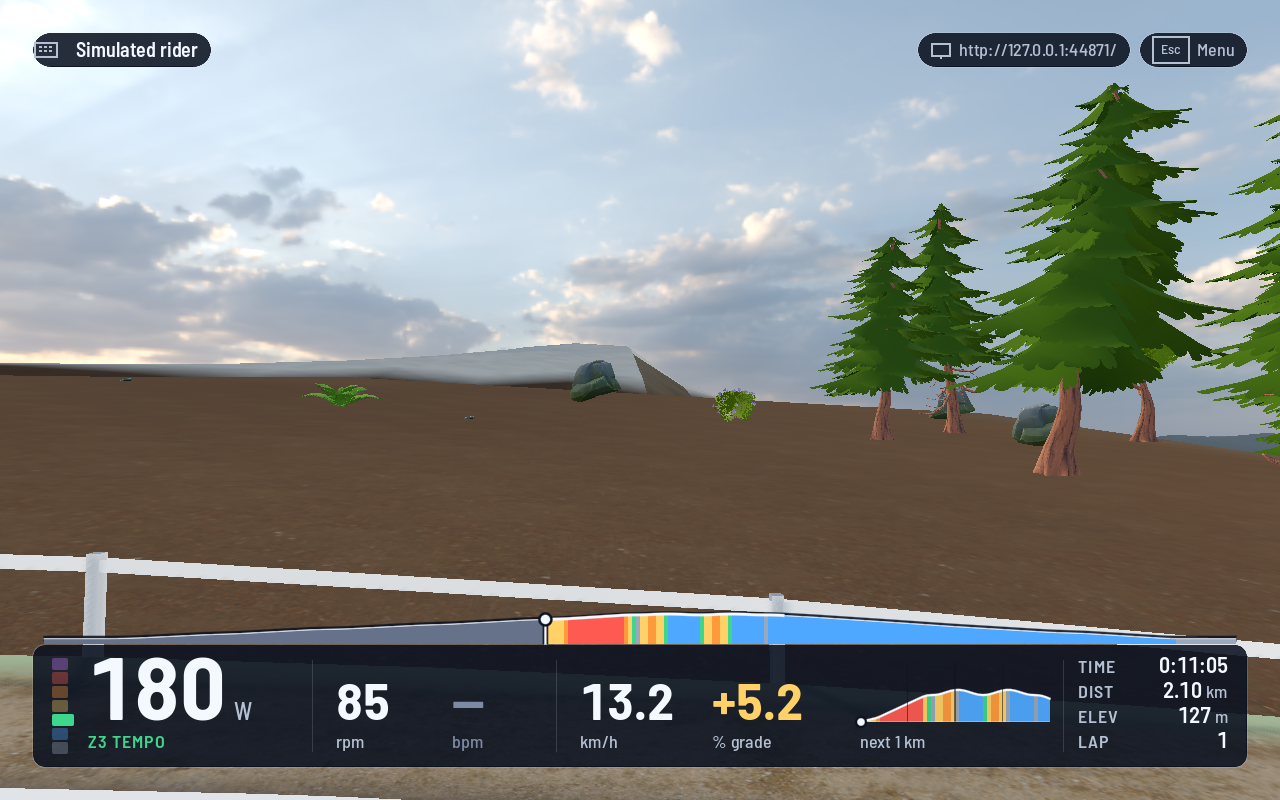 Simulated rider
http://127.0.0.1:44871/
Esc Menu
180 W
Z3 TEMPO
85
rpm
—
bpm
13.2
km/h
+5.2
% grade
next 1 km
TIME 0:11:05
DIST 2.10 km
ELEV 127 m
LAP 1